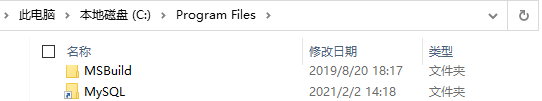 此电脑 > 本地磁盘 (C:) > Program Files >
名称 修改日期 类型
MSBuild 2019/8/20 18:17 文件夹
MySQL 2021/2/2 14:18 文件夹